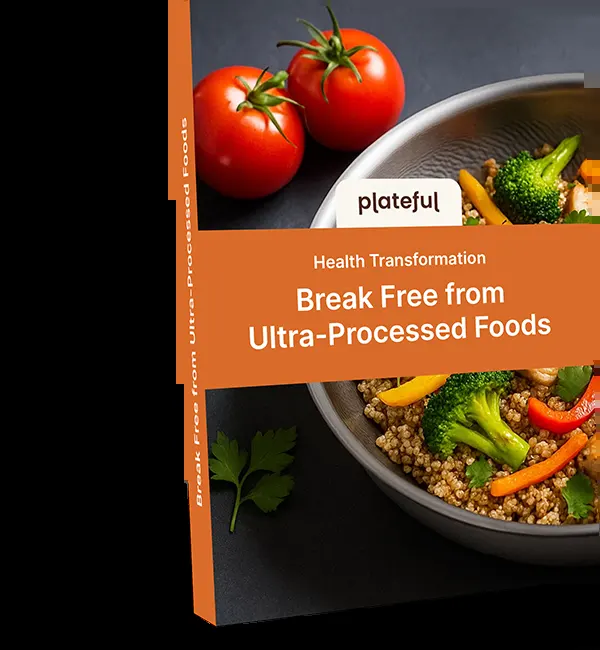 Break Free from Ultra-Processed Foods
plateful
Health Transformation
Break Free from
Ultra-Processed Foods